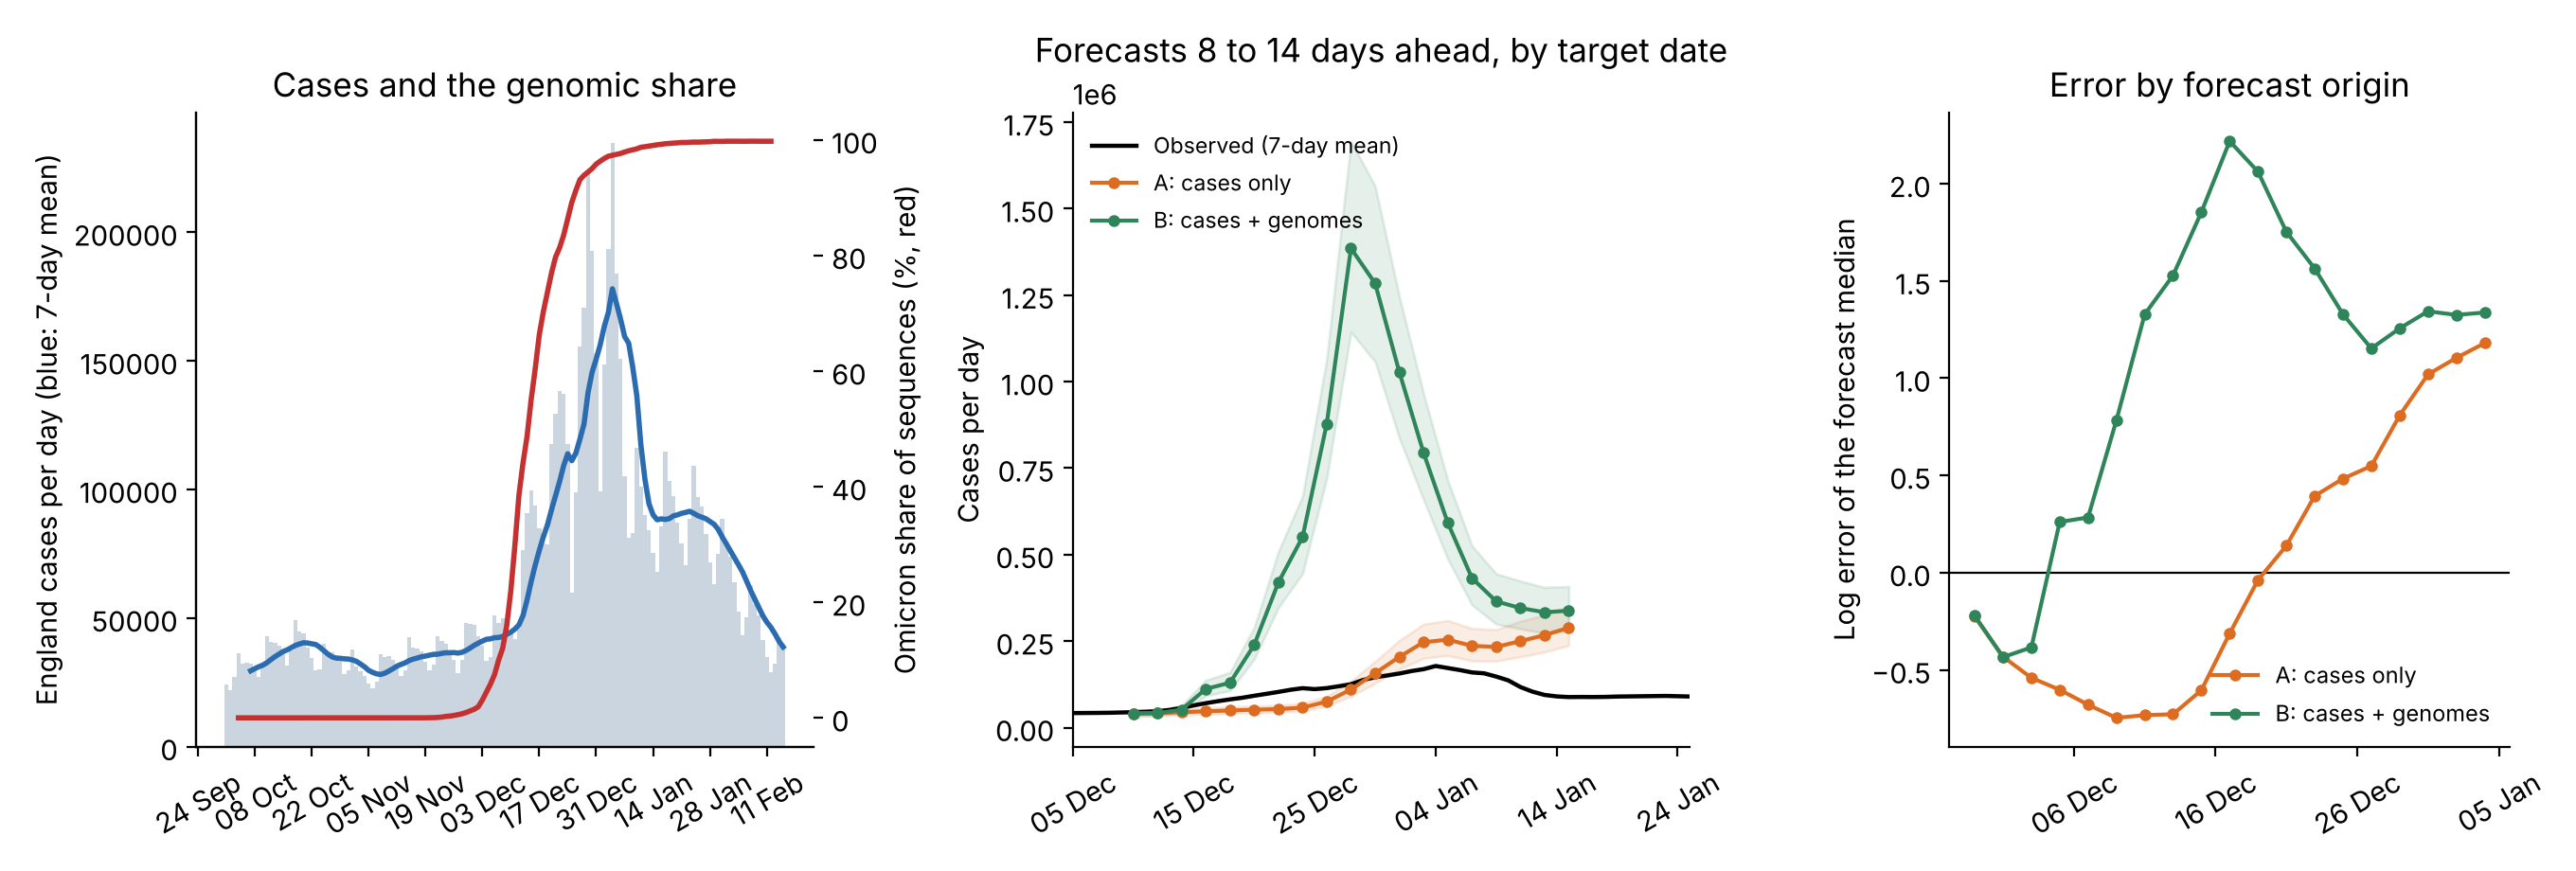 Cases and the genomic share
England cases per day (blue: 7-day mean)
200000
150000
100000
50000
0
24 Sep
08 Oct
22 Oct
05 Nov
19 Nov
03 Dec
17 Dec
31 Dec
14 Jan
28 Jan
11 Feb
100
80
60
40
20
0
Omicron share of sequences (%, red)
Forecasts 8 to 14 days ahead, by target date
1e6
Cases per day
1.75
1.50
1.25
1.00
0.75
0.50
0.25
0.00
Observed (7-day mean)
A: cases only
B: cases + genomes
05 Dec
15 Dec
25 Dec
04 Jan
14 Jan
24 Jan
Error by forecast origin
Log error of the forecast median
2.0
1.5
1.0
0.5
0.0
−0.5
A: cases only
B: cases + genomes
06 Dec
16 Dec
26 Dec
05 Jan